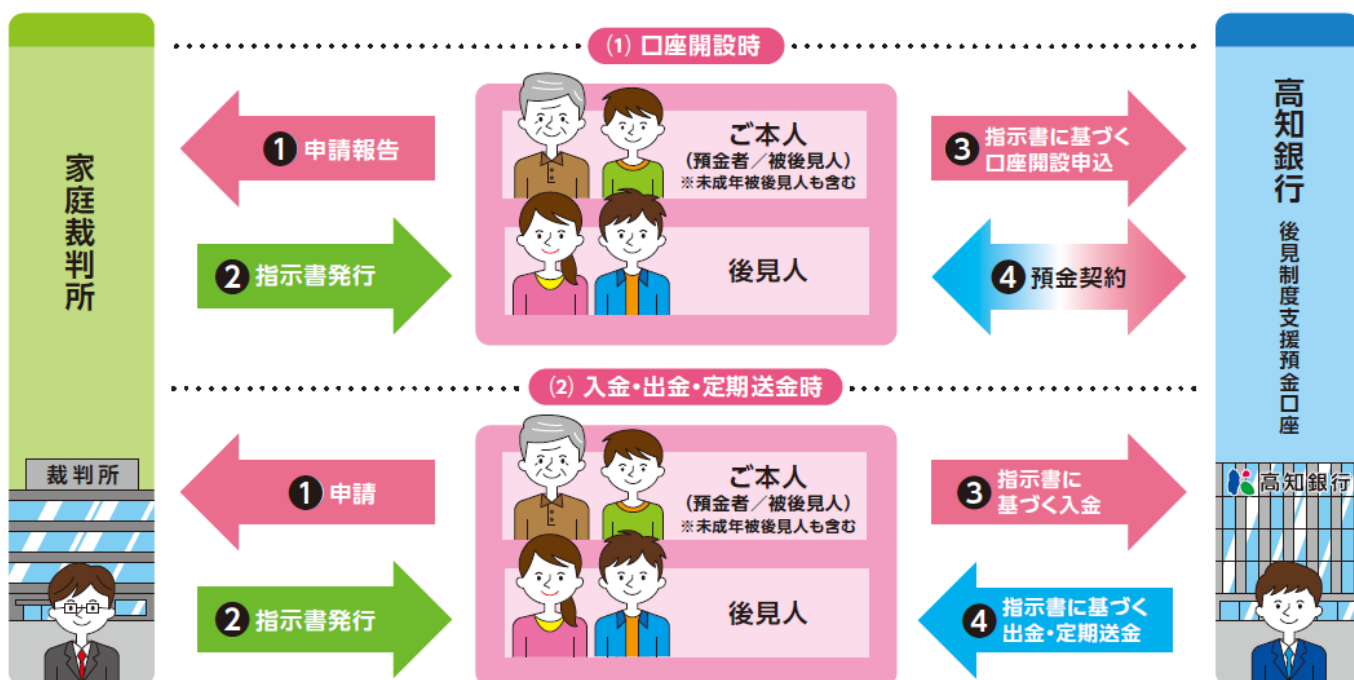 家庭裁判所
裁判所
(1) 口座開設時
❶ 申請報告
❷ 指示書発行
ご本人
(預金者／被後見人)
※未成年被後見人も含む
後見人
❸ 指示書に基づく
口座開設申込
❹ 預金契約
(2) 入金・出金・定期送金時
❶ 申請
❷ 指示書発行
ご本人
(預金者／被後見人)
※未成年被後見人も含む
後見人
❸ 指示書に
基づく入金
❹ 指示書に基づく
出金・定期送金
高知銀行
後見制度支援預金口座
高知銀行